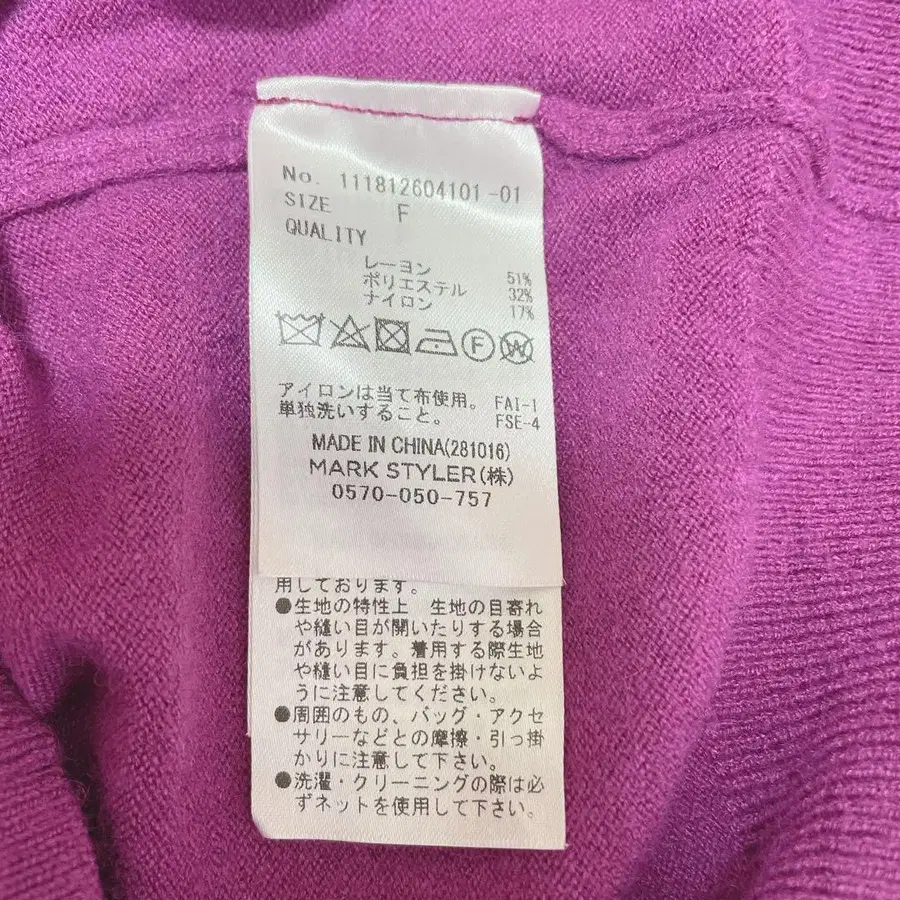 No. 111812604101-01
SIZE F
QUALITY
レーヨン 51%
ポリエステル 32%
ナイロン 17%
F W
アイロンは当て布使用。 FAI-1
単独洗いすること。 FSE-4
MADE IN CHINA(281016)
MARK STYLER(株)
0570-050-757
用しております。
●生地の特性上 生地の目寄れ
や縫い目が開いたりする場合
があります。着用する際生地
や縫い目に負担を掛けないよ
うに注意してください。
●周囲のもの、バッグ・アクセ
サリーなどとの摩擦・引っ掛
かりに注意して下さい。
●洗濯・クリーニングの際は必
ずネットを使用して下さい。